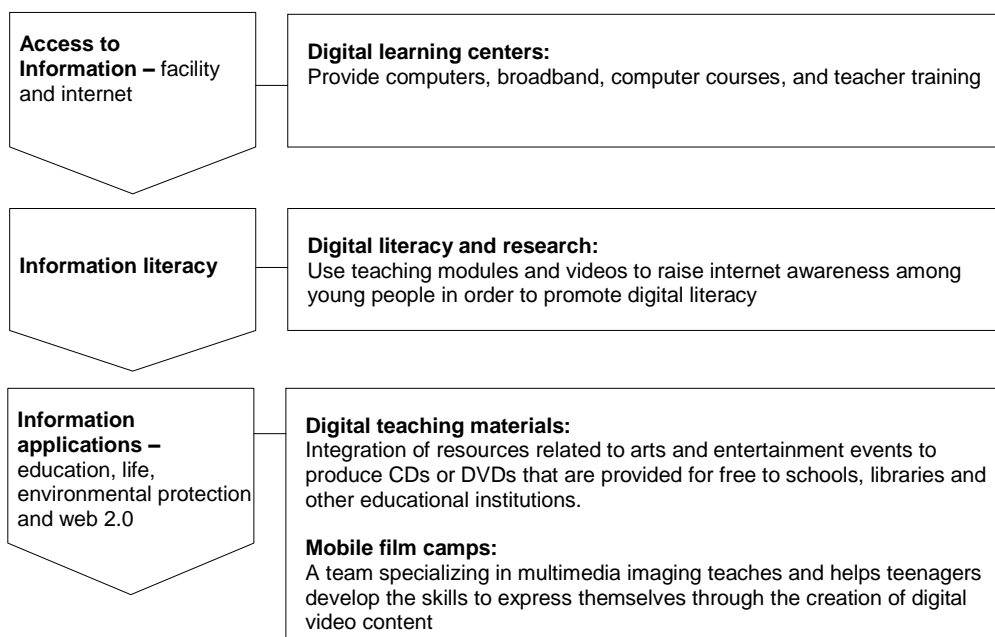 Access to
Information – facility
and internet
Digital learning centers:
Provide computers, broadband, computer courses, and teacher training
Information literacy
Digital literacy and research:
Use teaching modules and videos to raise internet awareness among
young people in order to promote digital literacy
Information
applications –
education, life,
environmental protection
and web 2.0
Digital teaching materials:
Integration of resources related to arts and entertainment events to
produce CDs or DVDs that are provided for free to schools, libraries and
other educational institutions.
Mobile film camps:
A team specializing in multimedia imaging teaches and helps teenagers
develop the skills to express themselves through the creation of digital
video content